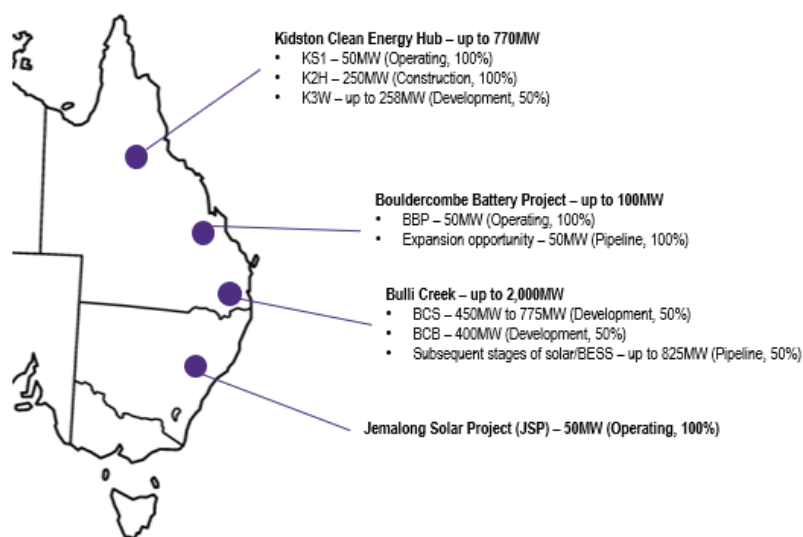 Kidston Clean Energy Hub – up to 770MW
• KS1 – 50MW (Operating, 100%)
• K2H – 250MW (Construction, 100%)
• K3W – up to 258MW (Development, 50%)
Bouldercombe Battery Project – up to 100MW
• BBP – 50MW (Operating, 100%)
• Expansion opportunity – 50MW (Pipeline, 100%)
Bulli Creek – up to 2,000MW
• BCS – 450MW to 775MW (Development, 50%)
• BCB – 400MW (Development, 50%)
• Subsequent stages of solar/BESS – up to 825MW (Pipeline, 50%)
Jemalong Solar Project (JSP) – 50MW (Operating, 100%)